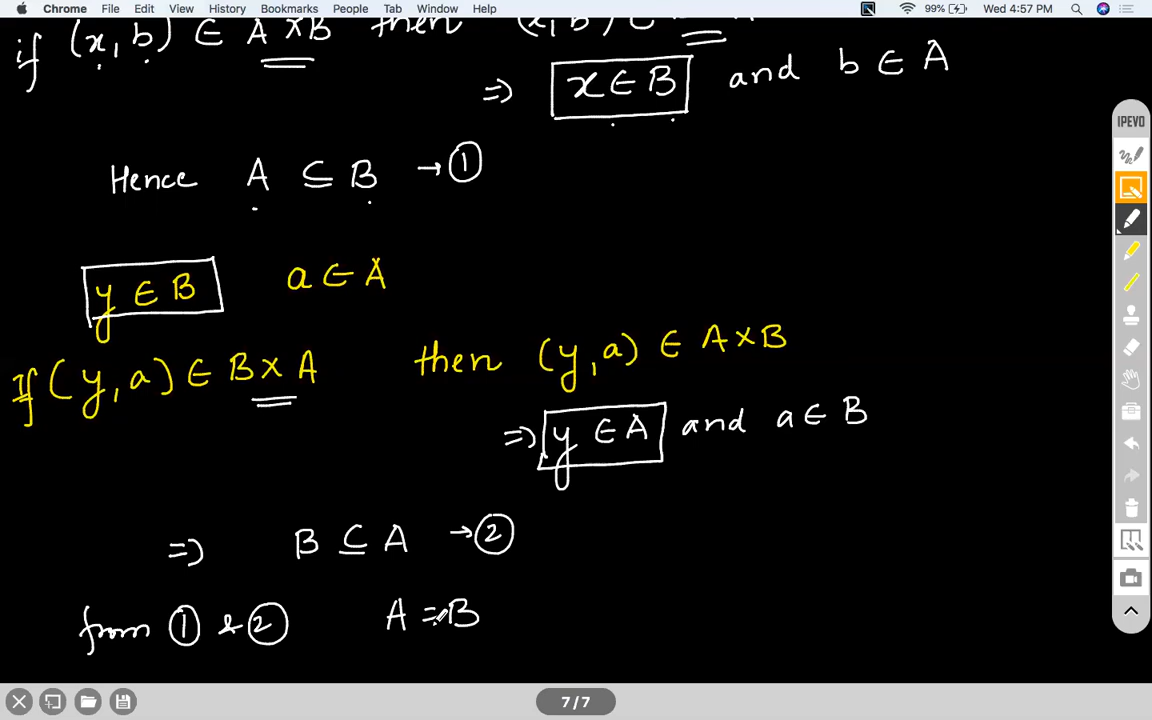 Chrome File Edit View History Bookmarks People Tab Window Help 99% Wed 4:57 PM
if (x, b) ∈ A×B then (x, b) ∈
⇒ x ∈ B and b ∈ A
IPEVO
Hence A ⊆ B → ①
y ∈ B a ∈ A
If (y, a) ∈ B × A then (y, a) ∈ A×B
⇒ y ∈ A and a ∈ B
⇒ B ⊆ A → ②
from ① & ② A = B
7/7